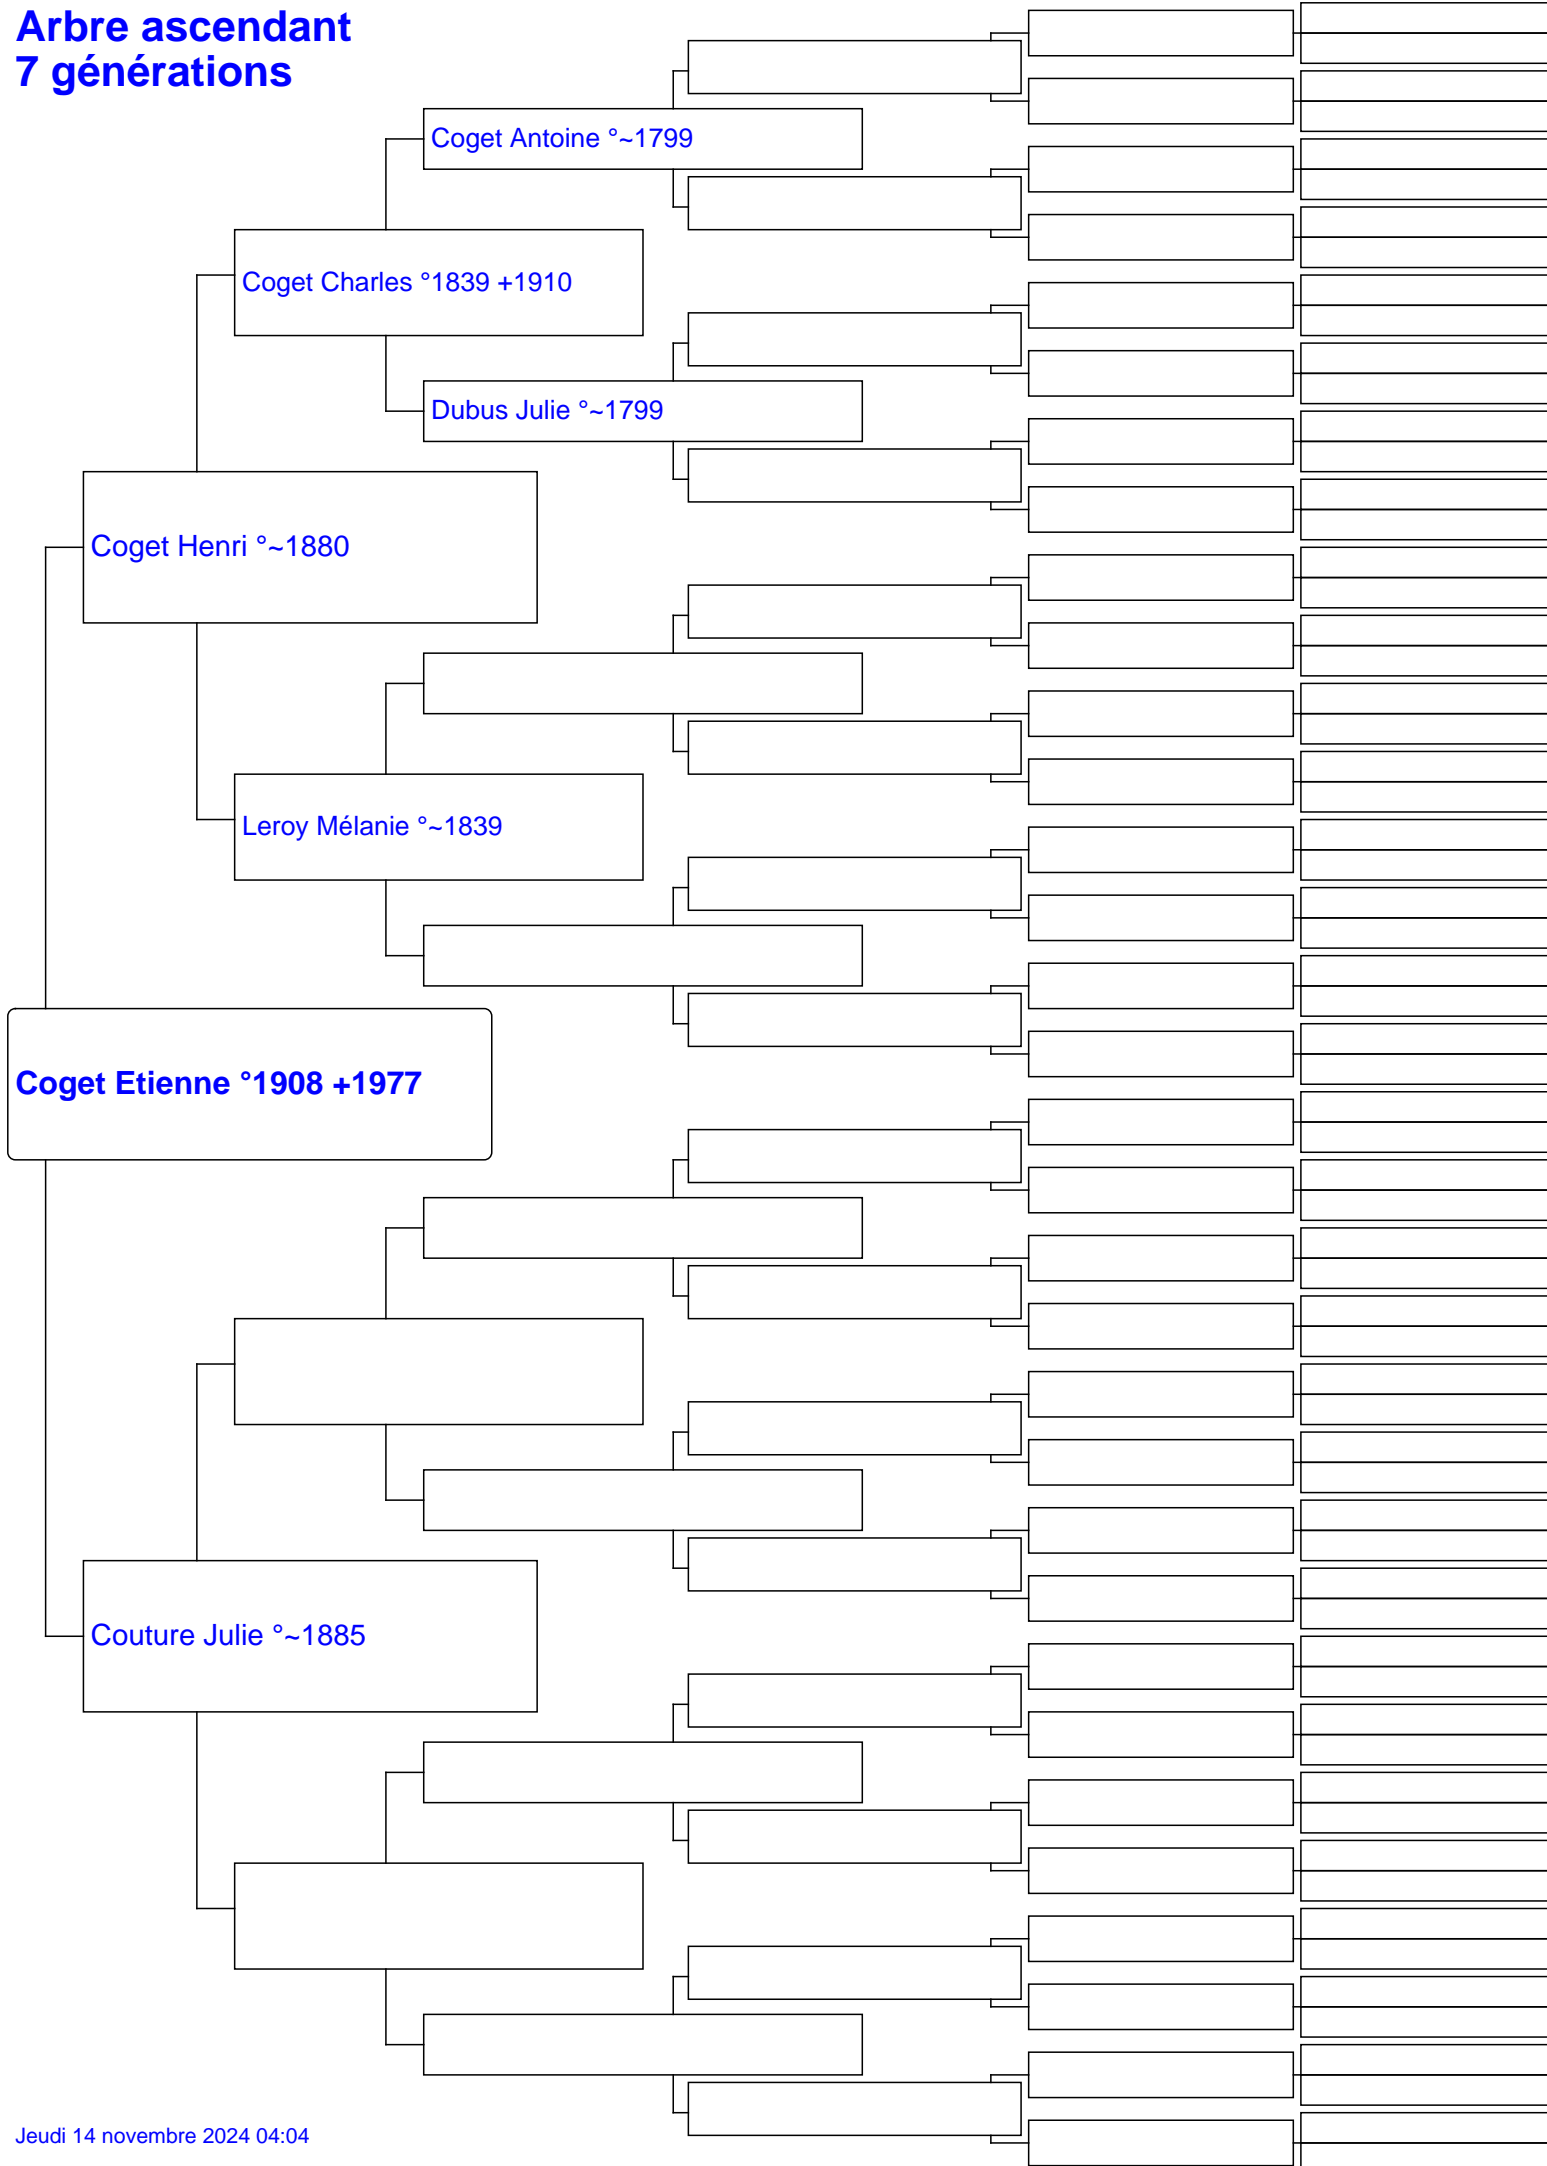 Arbre ascendant
7 générations
Coget Antoine °~1799
Coget Charles °1839 +1910
Dubus Julie °~1799
Coget Henri °~1880
Leroy Mélanie °~1839
Coget Etienne °1908 +1977
Couture Julie °~1885
Jeudi 14 novembre 2024 04:04